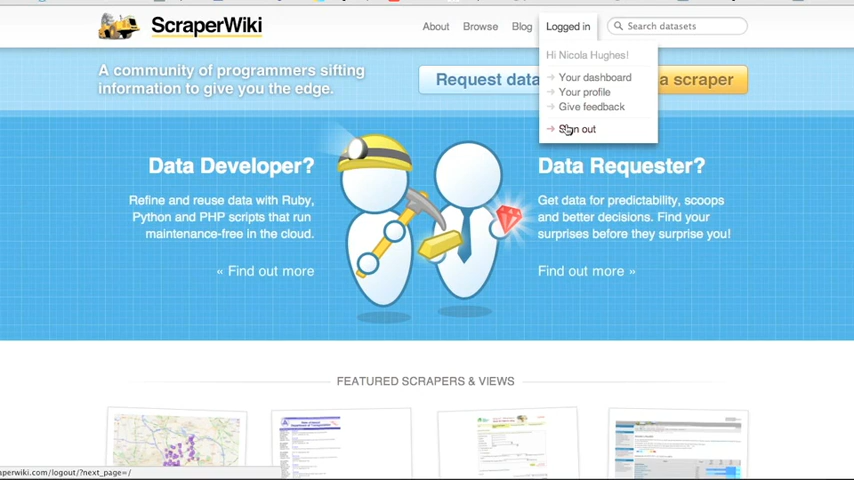 ScraperWiki
About Browse Blog Logged in Search datasets
Hi Nicola Hughes!
Your dashboard
Your profile
Give feedback
Sign out
A community of programmers sifting
information to give you the edge.
Request data
a scraper
Data Developer?
Refine and reuse data with Ruby,
Python and PHP scripts that run
maintenance-free in the cloud.
« Find out more
Data Requester?
Get data for predictability, scoops
and better decisions. Find your
surprises before they surprise you!
Find out more »
FEATURED SCRAPERS & VIEWS
aperwiki.com/logout/?next_page=/